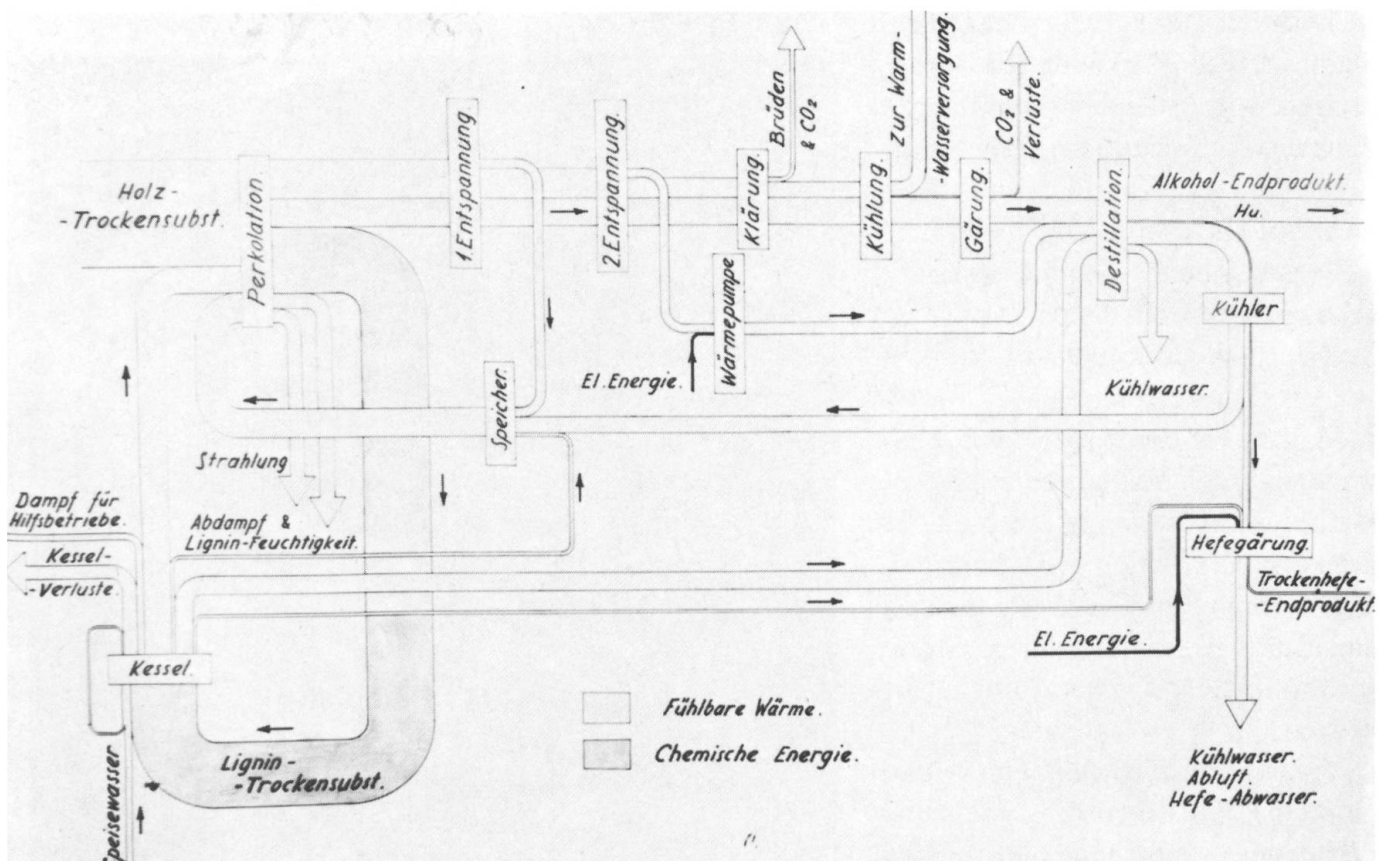 Brüden
& CO₂
zur Warm-
-Wasserversorgung.
CO₂ &
Verluste.
Holz -
- Trockensubst.
Perkolation.
1. Entspannung.
2. Entspannung.
Klärung.
Kühlung.
Gärung.
Destillation.
Alkohol - Endprodukt.
Hu.
Wärmepumpe
Kühler
El. Energie.
Kühlwasser.
Speicher.
Strahlung
Dampf für
Hilfsbetriebe.
Abdampf &
Lignin-Feuchtigkeit.
Kessel-
-Verluste.
Hefegärung.
Trockenhefe-
-Endprodukt.
El. Energie.
Kessel.
Fühlbare Wärme.
Chemische Energie.
Lignin-
-Trockensubst.
Speisewasser
Kühlwasser.
Abluft.
Hefe - Abwasser.